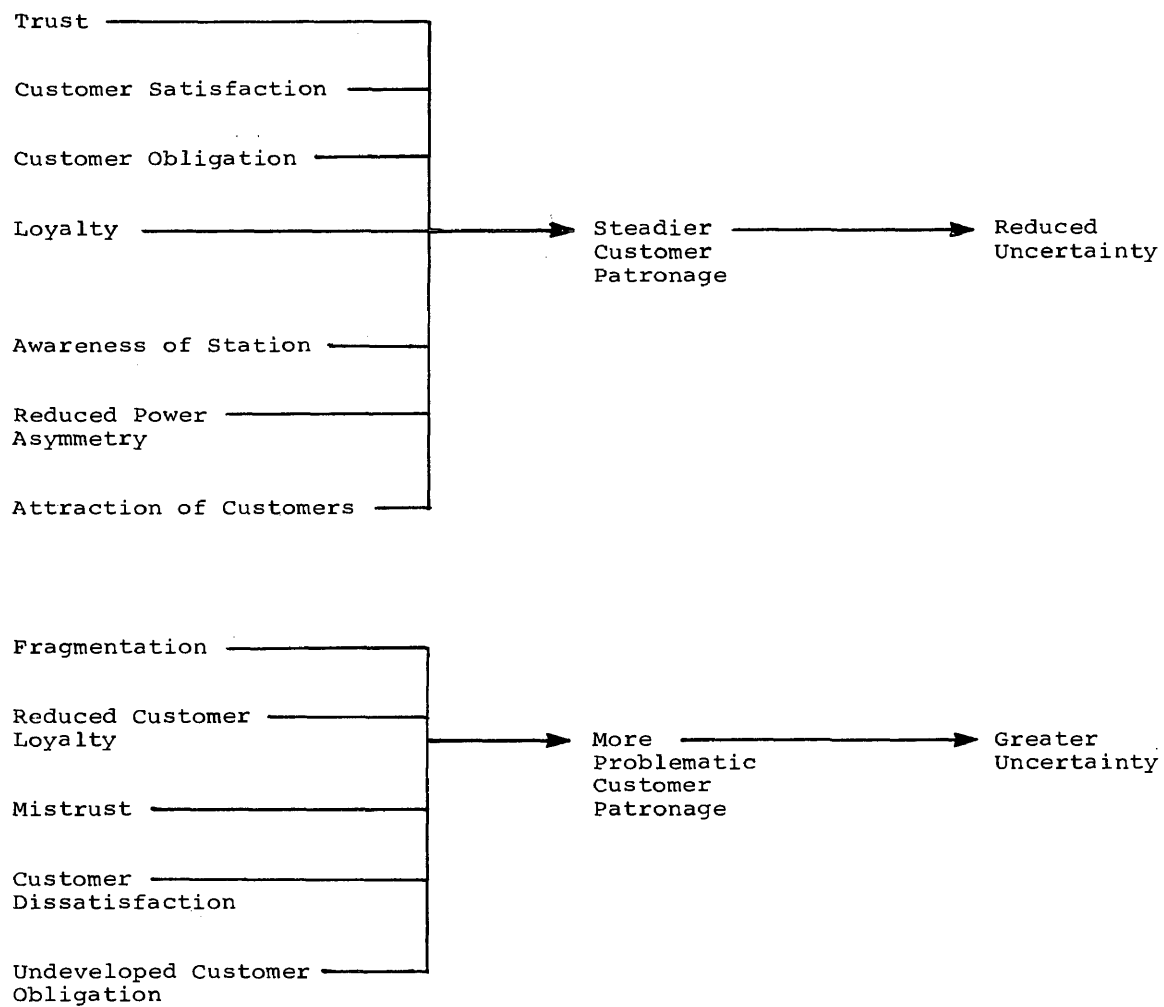 Trust
Customer Satisfaction
Customer Obligation
Loyalty
Steadier
Customer
Patronage
Reduced
Uncertainty
Awareness of Station
Reduced Power
Asymmetry
Attraction of Customers
Fragmentation
Reduced Customer
Loyalty
More
Problematic
Customer
Patronage
Greater
Uncertainty
Mistrust
Customer
Dissatisfaction
Undeveloped Customer
Obligation